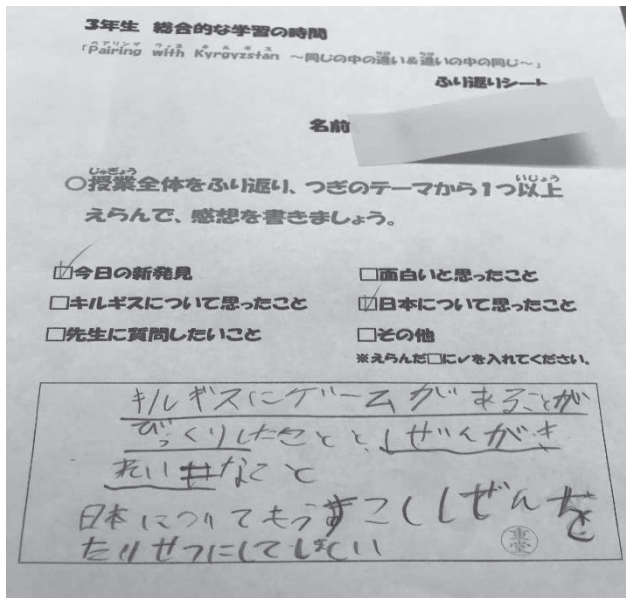 3年生 総合的な学習の時間
「Pairing with Kyrgyzstan ～同じの中の違い&違いの中の同じ～」
ふり返りシート
名前
○授業全体をふり返り、つぎのテーマから1つ以上
えらんで、感想を書きましょう。
☑今日の新発見 □面白いと思ったこと
□キルギスについて思ったこと ☑日本について思ったこと
□先生に質問したいこと □その他
※えらんだ□に✓を入れてください。
キルギスにゲームがあることが
びっくりしたことと、しぜんがき
れいなこと
日本についてもうすこししぜんを
たいせつにしてほしい